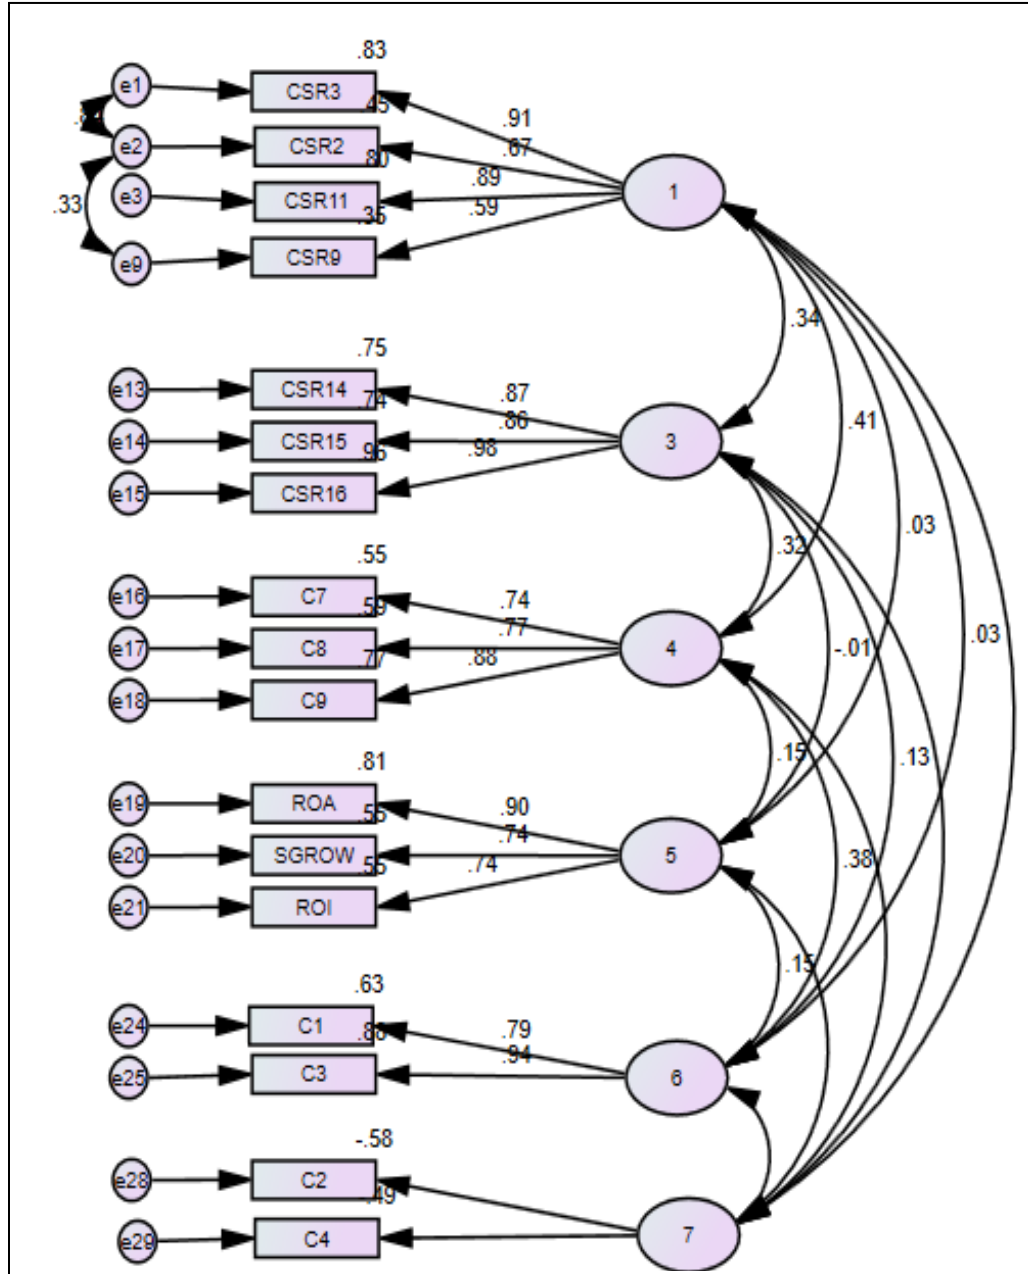 .83
e1
CSR3
.45
.91
e2
CSR2
.67
.80
e3
CSR11
.89
.35
.59
.33
e9
CSR9
1
.34
.75
e13
CSR14
.74
.87
e14
CSR15
.86
3
.98
e15
CSR16
.41
.03
.32
.55
e16
C7
.59
.74
e17
C8
.77
4
.77
.88
e18
C9
-.01
.03
.15
.13
.81
e19
ROA
.55
.90
e20
SGROW
.74
5
.38
.55
.74
e21
ROI
.15
.63
e24
C1
.88
.79
e25
C3
.94
6
-.58
e28
C2
-.49
e29
C4
7